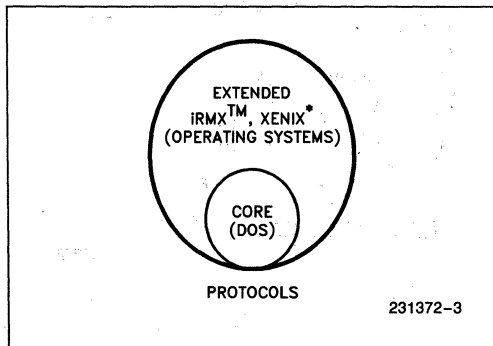 EXTENDED
iRMX™, XENIX*
(OPERATING SYSTEMS)
CORE
(DOS)
PROTOCOLS
231372-3